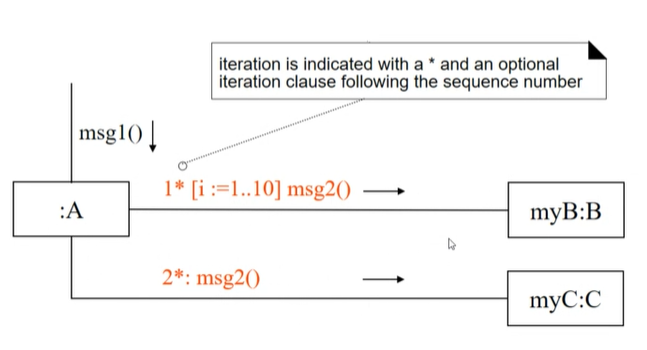 iteration is indicated with a * and an optional
iteration clause following the sequence number
msg1()
1* [i :=1..10] msg2()
:A
myB:B
2*: msg2()
myC:C